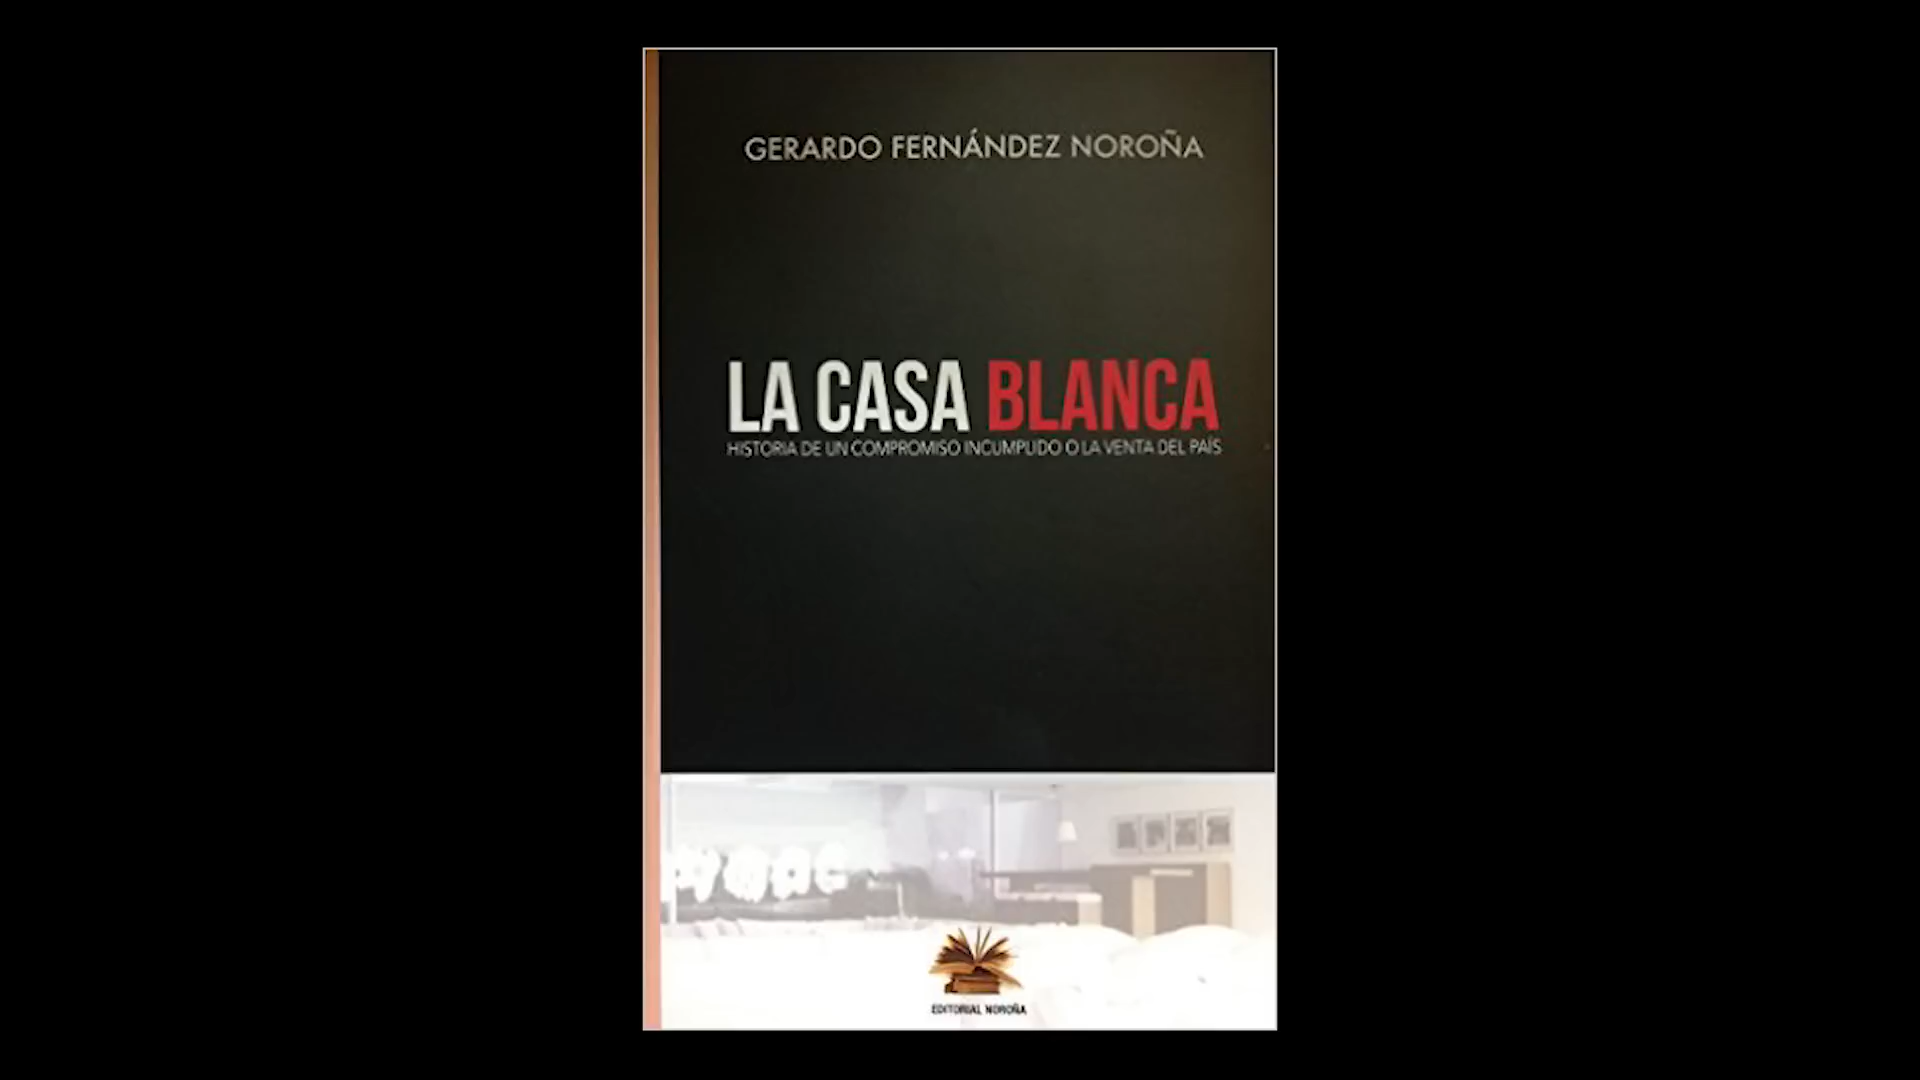 GERARDO FERNÁNDEZ NOROÑA
LA CASA BLANCA
HISTORIA DE UN COMPROMISO INCUMPLIDO O LA VENTA DEL PAÍS
EDITORIAL NOROÑA